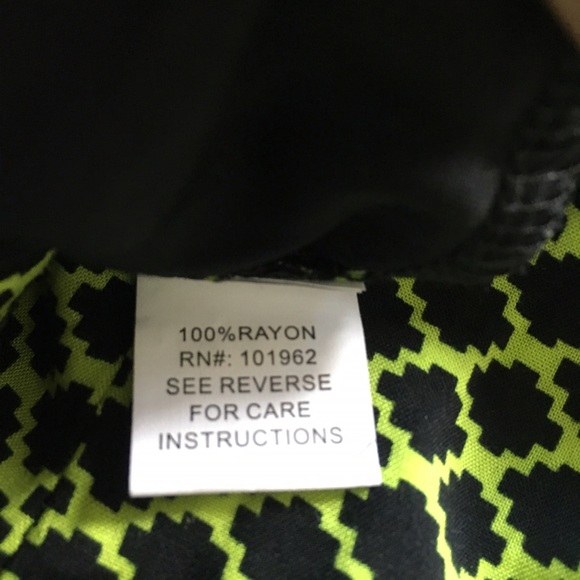 100%RAYON
RN#: 101962
SEE REVERSE
FOR CARE
INSTRUCTIONS